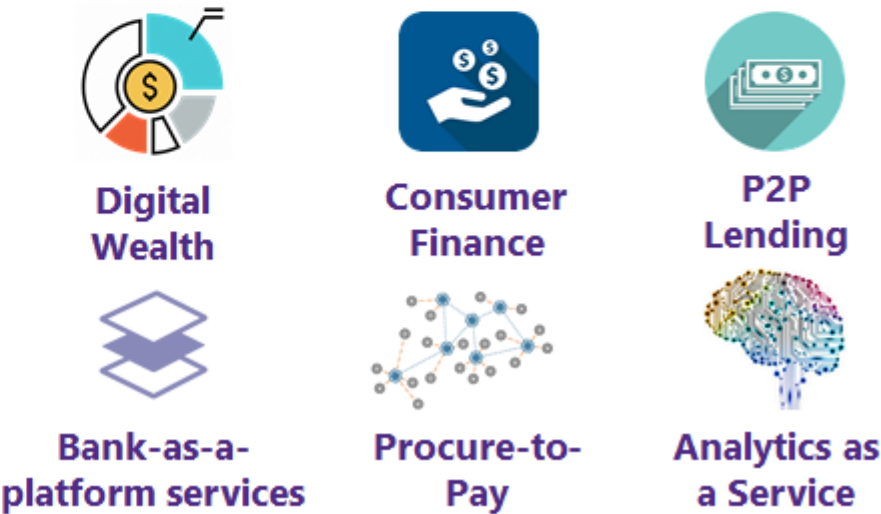 Digital
Wealth
Consumer
Finance
P2P
Lending
Bank-as-a-
platform services
Procure-to-
Pay
Analytics as
a Service